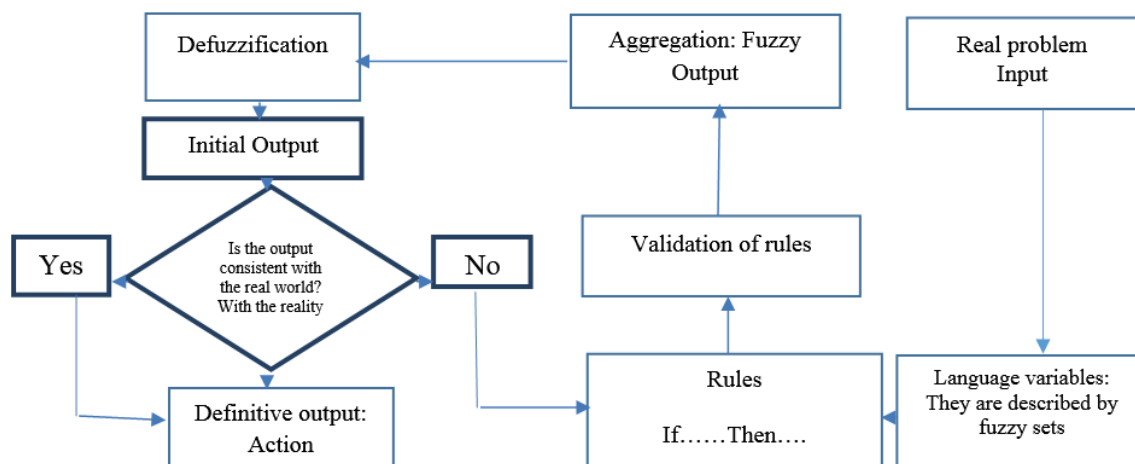 Defuzzification
Aggregation: Fuzzy
Output
Real problem
Input
Initial Output
Is the output
consistent with
the real world?
With the reality
Yes
No
Validation of rules
Definitive output:
Action
Rules
If......Then....
Language variables:
They are described by
fuzzy sets